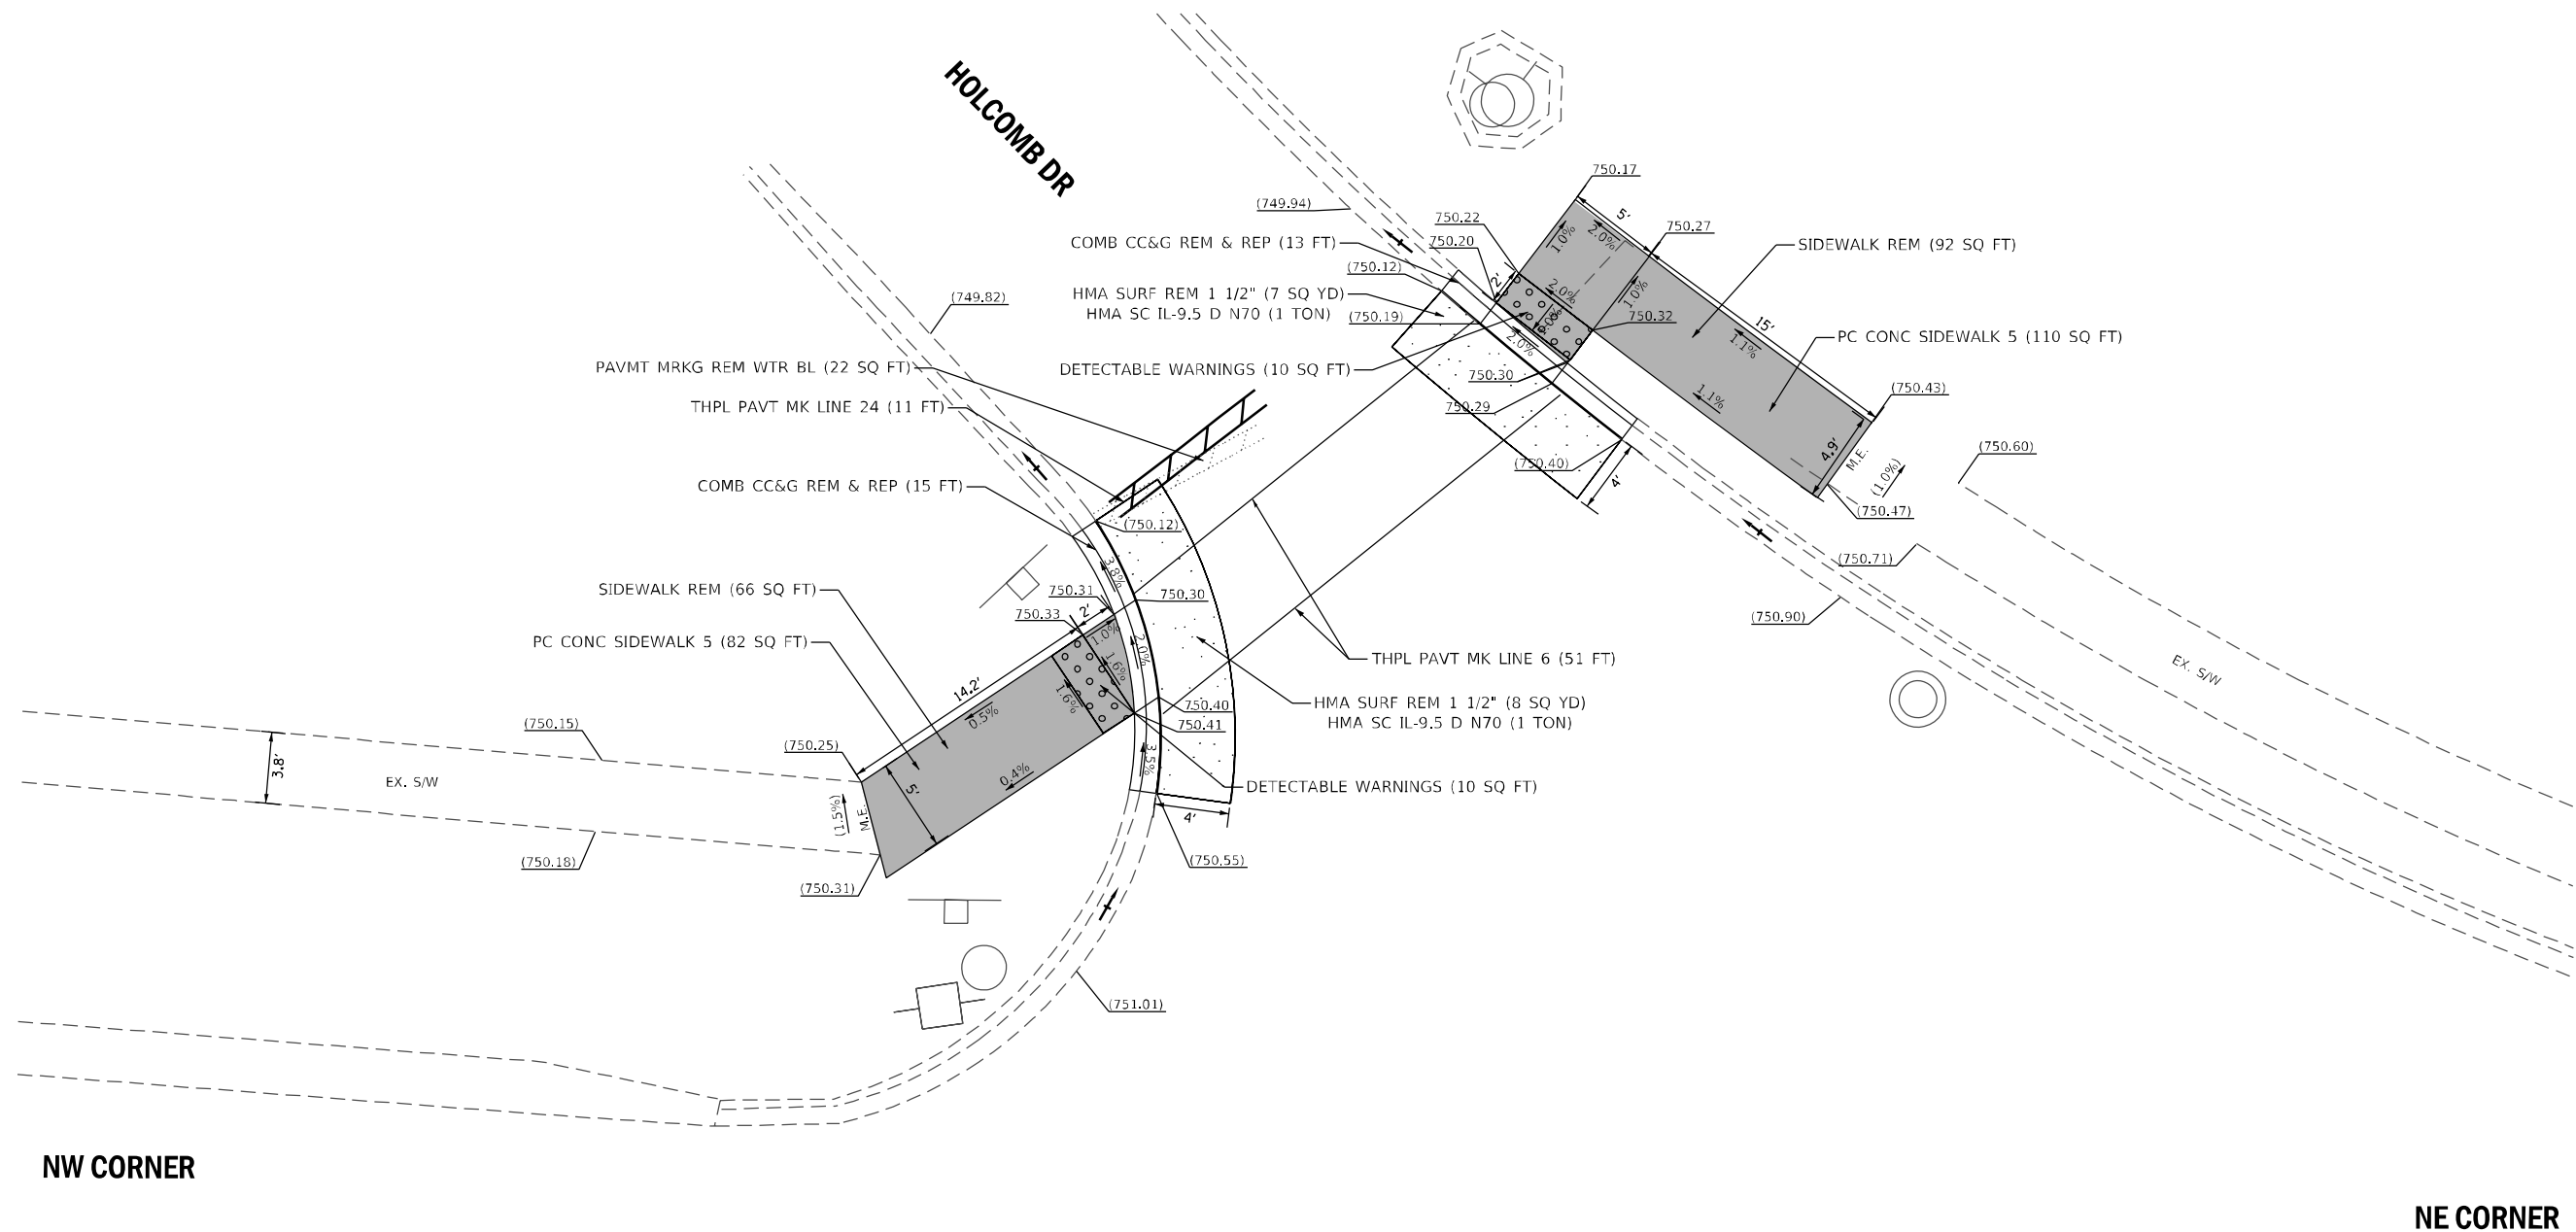 HOLCOMB DR
750.17
5'
2.0%
1.0%
750.22
750.20
750.27
(749.94)
COMB CC&G REM & REP (13 FT)
(750.12)
2'
2.0%
1.0%
SIDEWALK REM (92 SQ FT)
HMA SURF REM 1 1/2" (7 SQ YD)
HMA SC IL-9.5 D N70 (1 TON)
(750.19)
750.32
15'
1.1%
PC CONC SIDEWALK 5 (110 SQ FT)
(749.82)
2.0%
DETECTABLE WARNINGS (10 SQ FT)
750.30
750.29
1.1%
(750.43)
PAVMT MRKG REM WTR BL (22 SQ FT)
THPL PAVT MK LINE 24 (11 FT)
4.9'
M.E.
(1.0%)
(750.60)
(750.40)
4'
(750.47)
COMB CC&G REM & REP (15 FT)
(750.12)
(750.71)
3.8%
SIDEWALK REM (66 SQ FT)
750.31
750.33
2'
750.30
(750.90)
PC CONC SIDEWALK 5 (82 SQ FT)
1.0%
2.0%
1.6%
1.6%
THPL PAVT MK LINE 6 (51 FT)
EX. S/W
14.2'
0.5%
750.40
750.41
HMA SURF REM 1 1/2" (8 SQ YD)
HMA SC IL-9.5 D N70 (1 TON)
(750.15)
(750.25)
3.8'
EX. S/W
0.4%
5'
3.5%
DETECTABLE WARNINGS (10 SQ FT)
(1.5%)
M.E.
4'
(750.18)
(750.31)
(750.55)
(751.01)
NW CORNER
NE CORNER